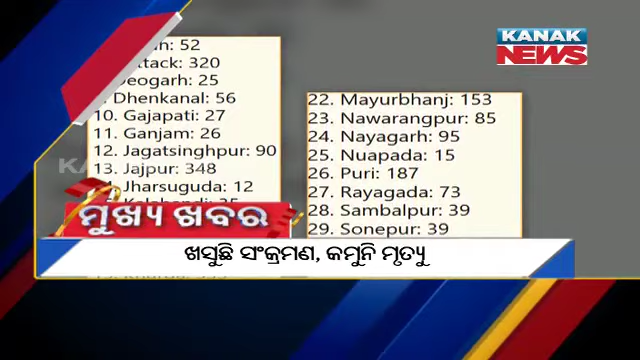 KANAK
NEWS
52
320
25
Dhenkanal: 56
10. Gajapati: 27
11. Ganjam: 26
12. Jagatsinghpur: 90
13. Jajpur: 348
Jharsuguda: 12
22. Mayurbhanj: 153
23. Nawarangpur: 85
24. Nayagarh: 95
25. Nuapada: 15
26. Puri: 187
27. Rayagada: 73
28. Sambalpur: 39
29. Sonepur: 39
ମୁଖ୍ୟ ଖବର
ଖସୁଛି ସଂକ୍ରମଣ, କମୁନି ମୃତ୍ୟୁ